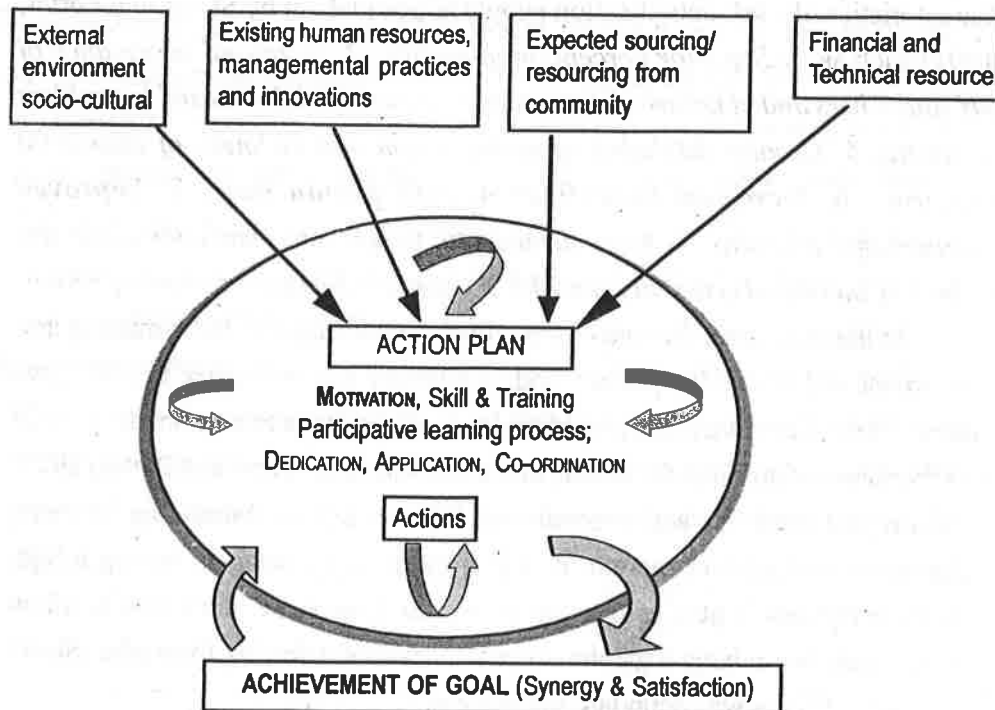 External
environment
socio-cultural
Existing human resources,
managemental practices
and innovations
Expected sourcing/
resourcing from
community
Financial and
Technical resource
ACTION PLAN
MOTIVATION, Skill & Training
Participative learning process;
DEDICATION, APPLICATION, CO-ORDINATION
Actions
ACHIEVEMENT OF GOAL (Synergy & Satisfaction)